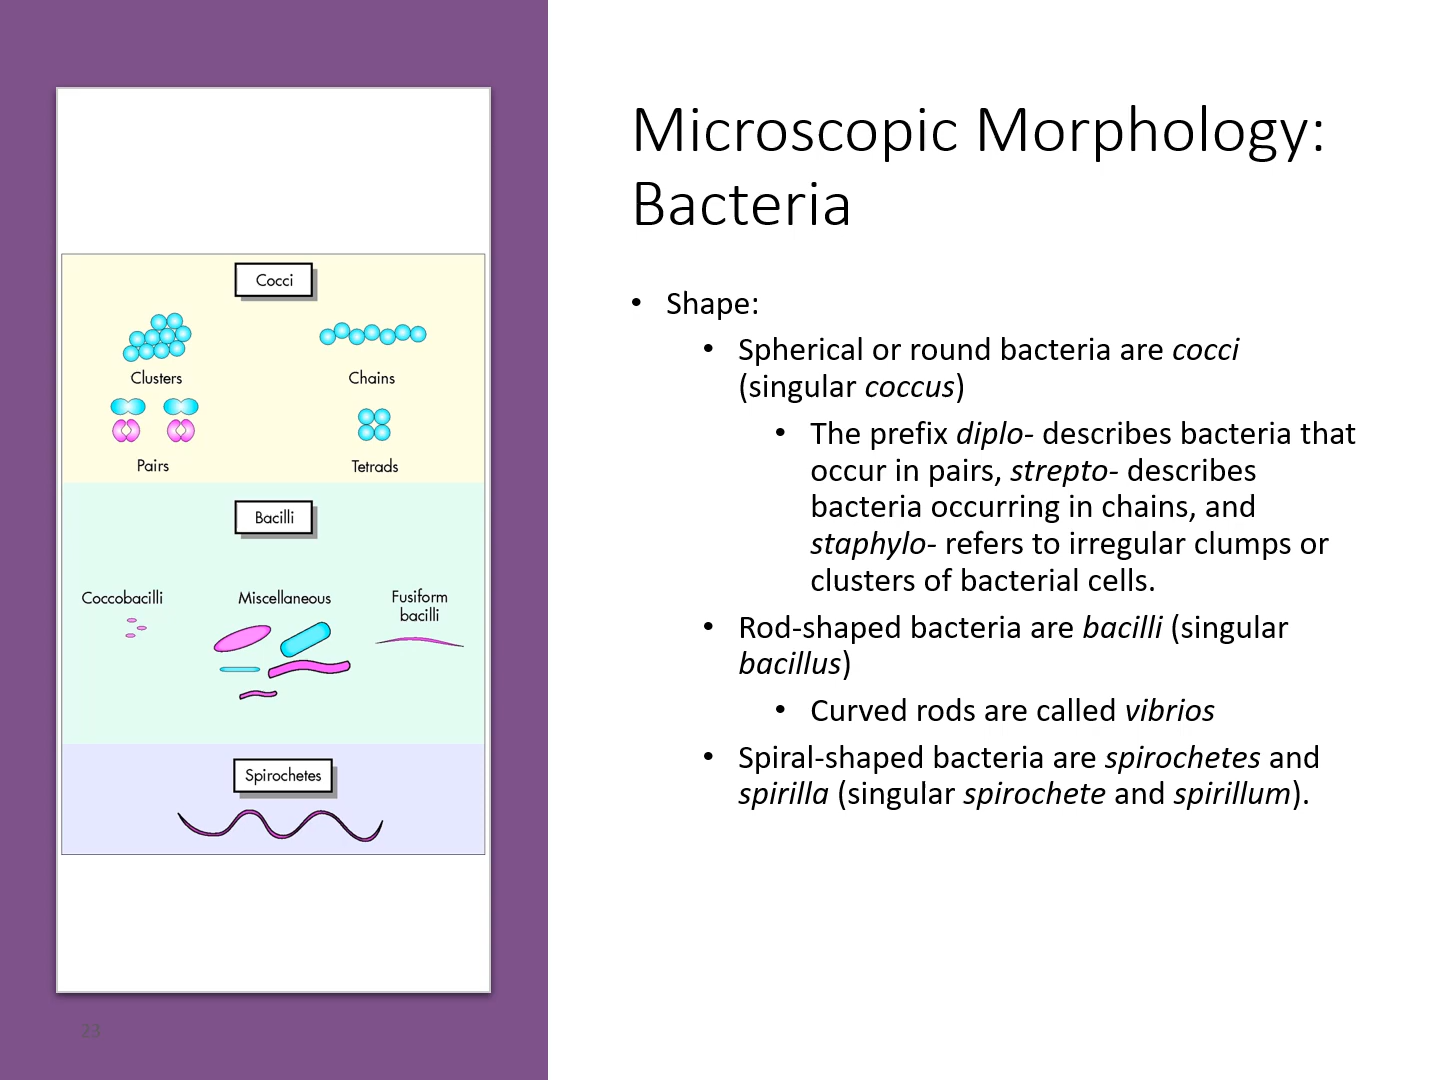 Cocci
Clusters
Chains
Pairs
Tetrads
Bacilli
Coccobacilli
Miscellaneous
Fusiform
bacilli
Spirochetes
23
Microscopic Morphology:
Bacteria
• Shape:
• Spherical or round bacteria are cocci
(singular coccus)
• The prefix diplo- describes bacteria that
occur in pairs, strepto- describes
bacteria occurring in chains, and
staphylo- refers to irregular clumps or
clusters of bacterial cells.
• Rod-shaped bacteria are bacilli (singular
bacillus)
• Curved rods are called vibrios
• Spiral-shaped bacteria are spirochetes and
spirilla (singular spirochete and spirillum).